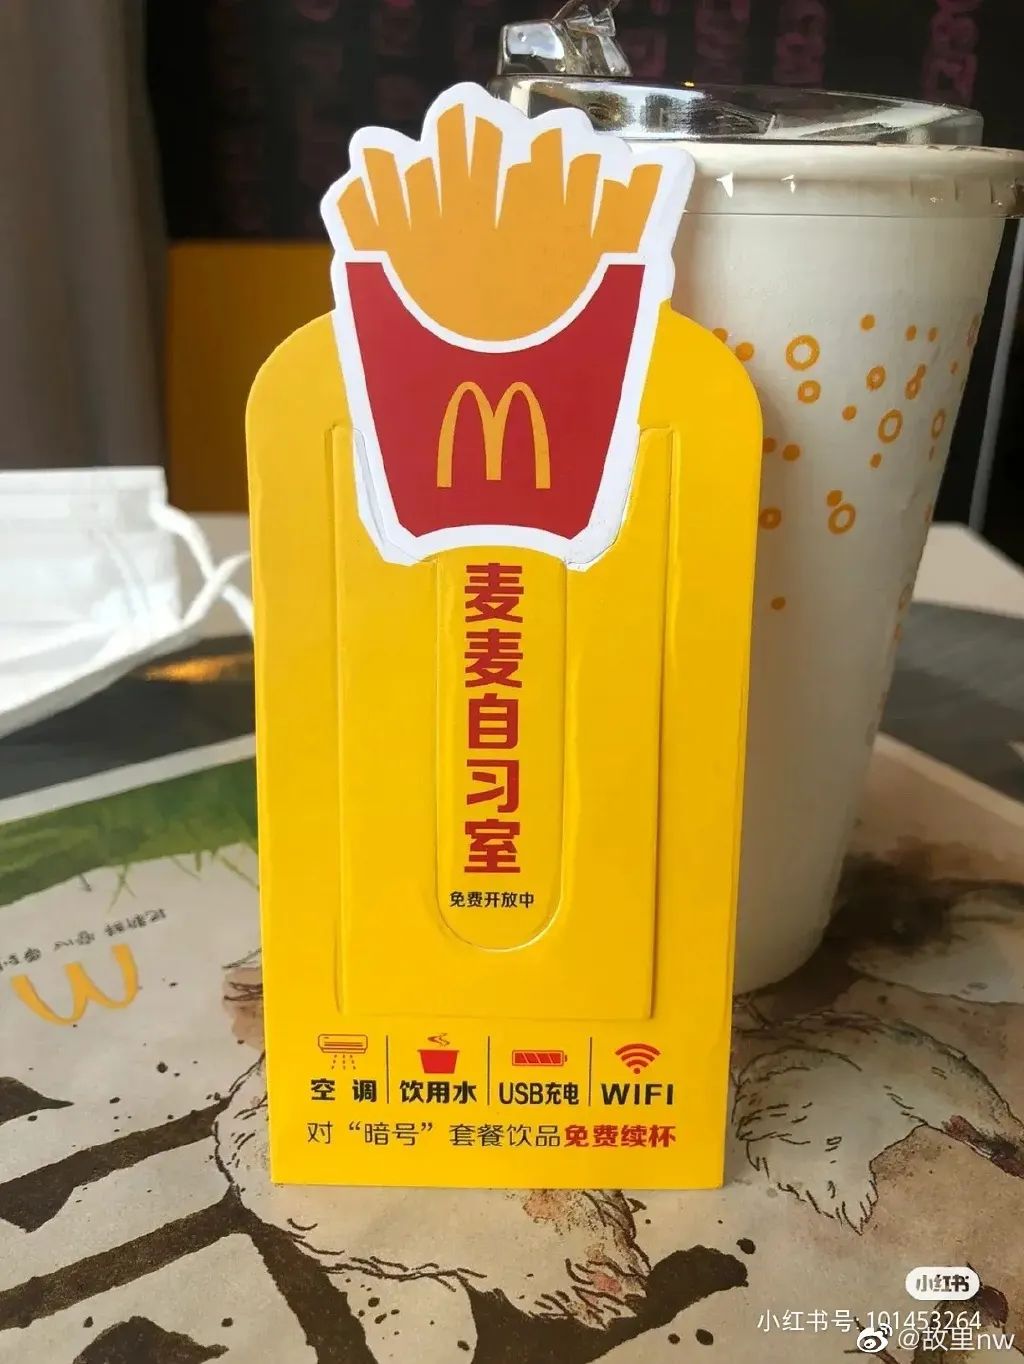 麦麦自习室
免费开放中
空调
饮用水
USB充电
WIFI
对“暗号”套餐饮品免费续杯
小红书
小红书号 101453264
@故里nw